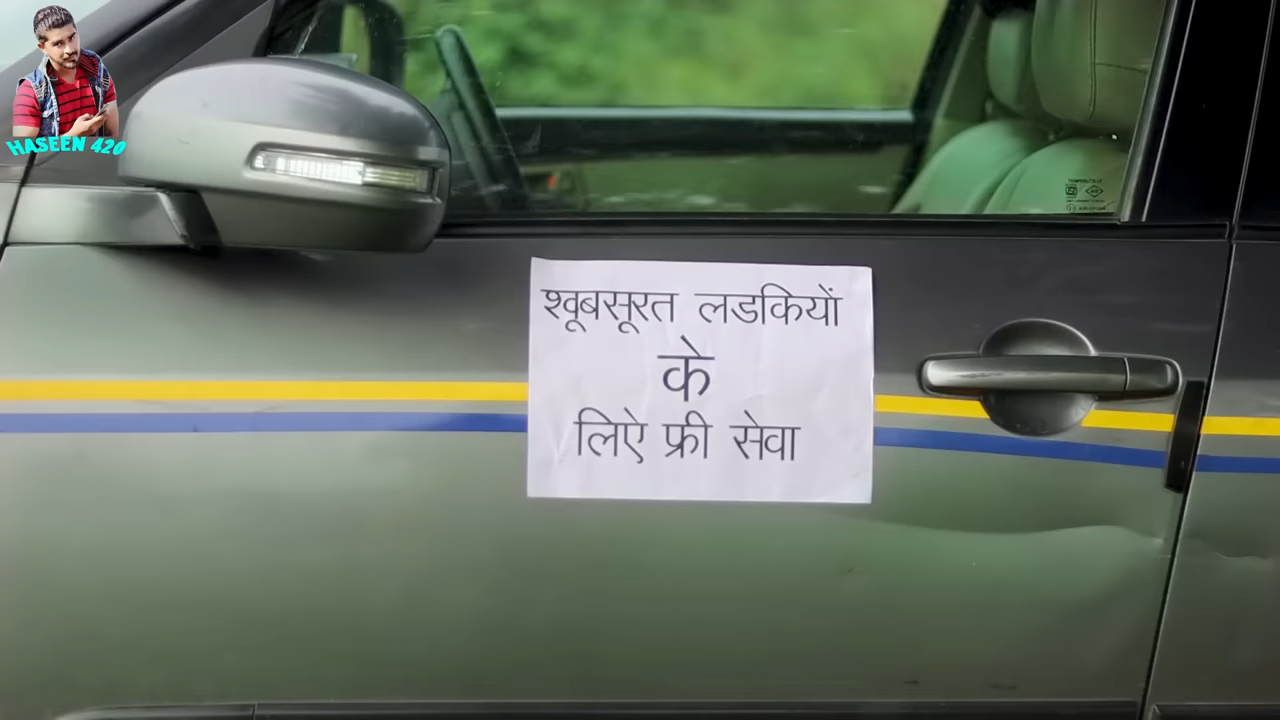 HASEEN 420
श्वूबसूरत लडकियों
के
लिऐ फ्री सेवा